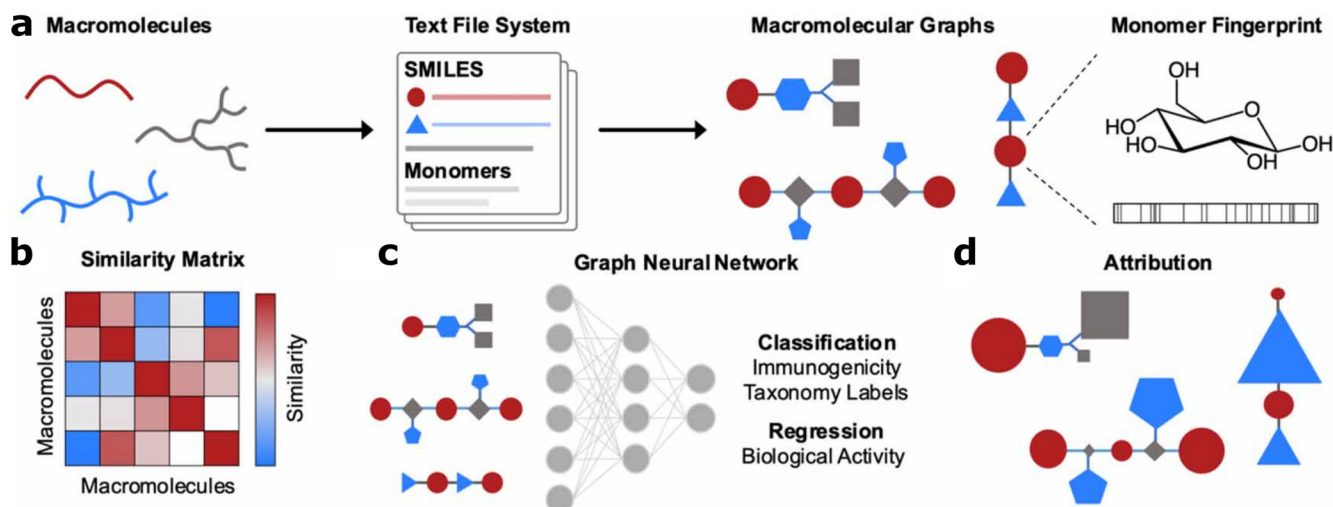 a
Macromolecules
Text File System
Macromolecular Graphs
Monomer Fingerprint
SMILES
Monomers
OH
O
HO
HO
OH
OH
b
Similarity Matrix
Macromolecules
Macromolecules
Similarity
c
Graph Neural Network
Classification
Immunogenicity
Taxonomy Labels
Regression
Biological Activity
d
Attribution